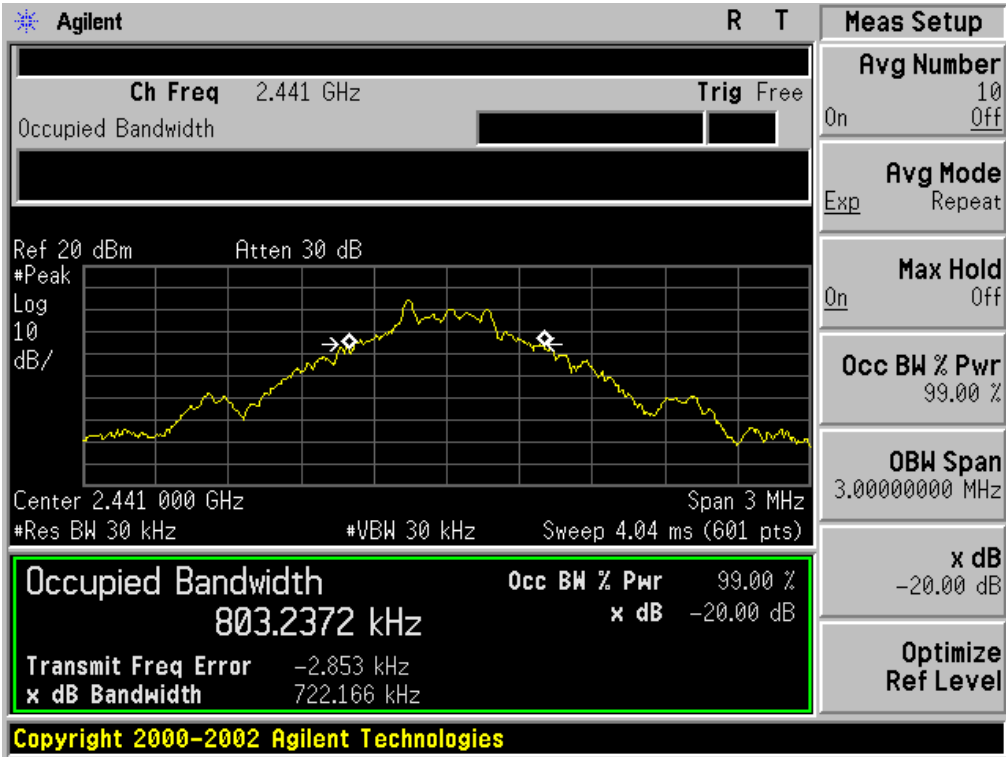 Agilent R T
Ch Freq 2.441 GHz Trig Free
Occupied Bandwidth
Ref 20 dBm Atten 30 dB
#Peak
Log
10
dB/
Center 2.441 000 GHz Span 3 MHz
#Res BW 30 kHz #VBW 30 kHz Sweep 4.04 ms (601 pts)
Occupied Bandwidth Occ BW % Pwr 99.00 %
803.2372 kHz x dB -20.00 dB
Transmit Freq Error -2.853 kHz
x dB Bandwidth 722.166 kHz
Copyright 2000-2002 Agilent Technologies
Meas Setup
Avg Number
10
On Off
Avg Mode
Exp Repeat
Max Hold
On Off
Occ BW % Pwr
99.00 %
OBW Span
3.00000000 MHz
x dB
-20.00 dB
Optimize
Ref Level